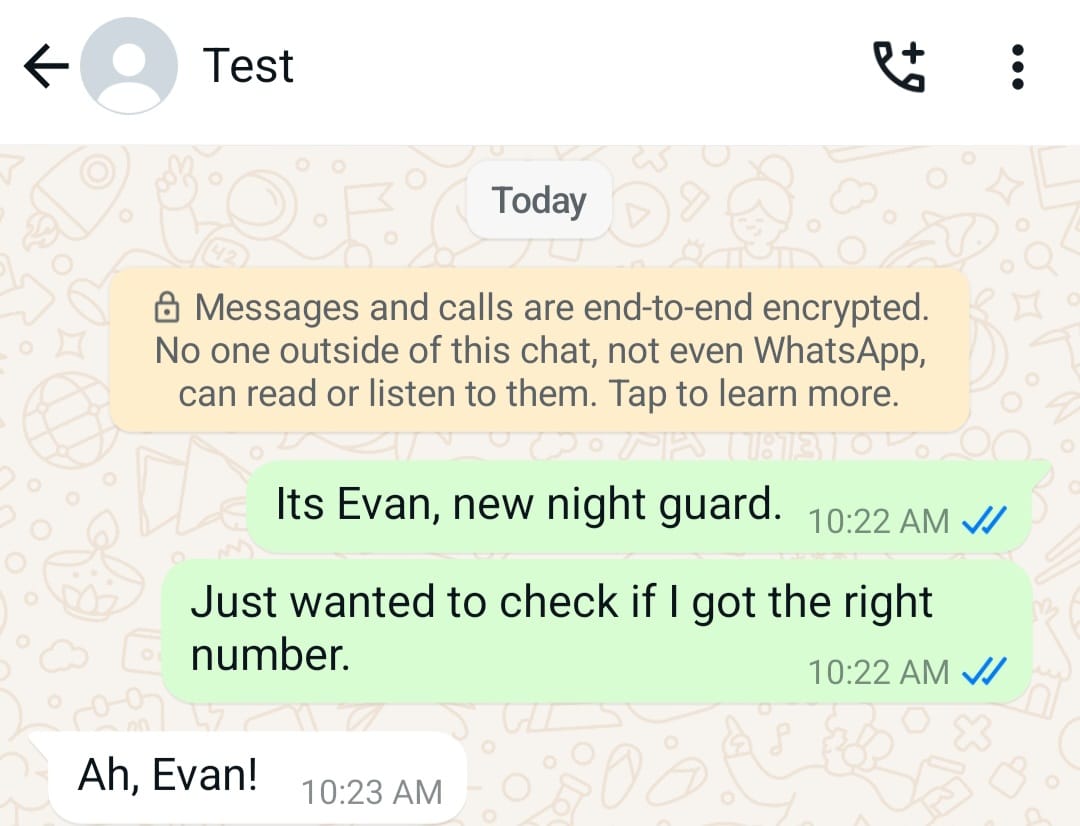 Test
Today
Messages and calls are end-to-end encrypted.
No one outside of this chat, not even WhatsApp,
can read or listen to them. Tap to learn more.
Its Evan, new night guard. 10:22 AM
Just wanted to check if I got the right
number. 10:22 AM
Ah, Evan! 10:23 AM